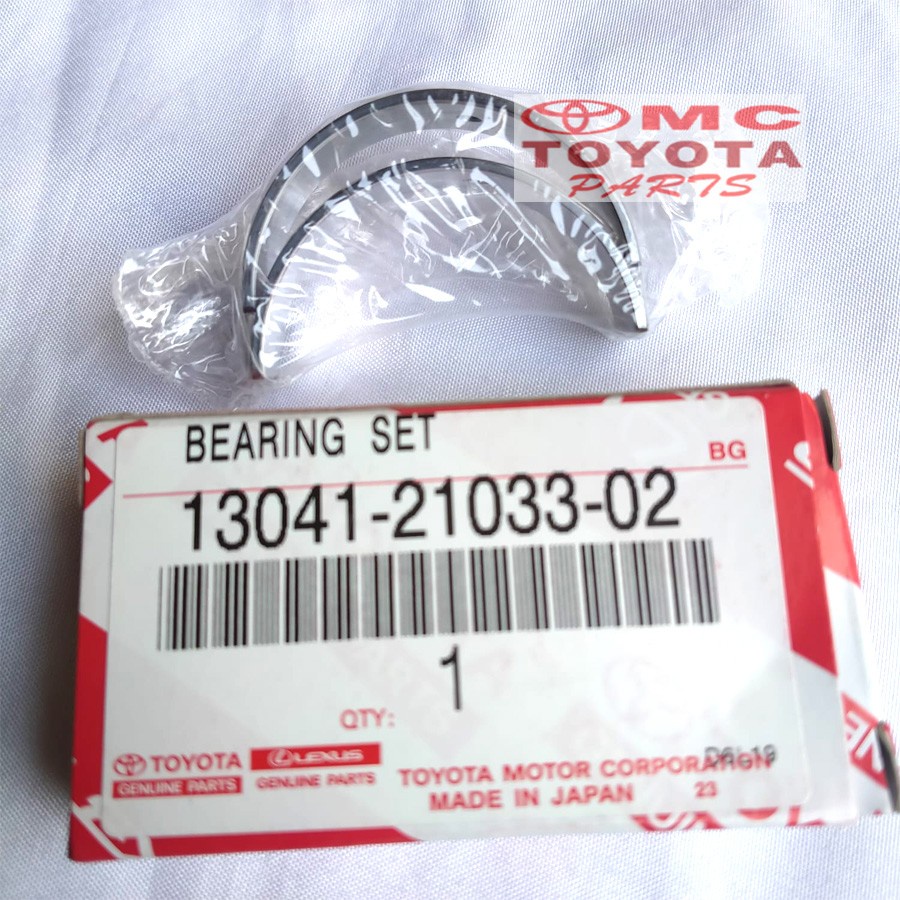 OMC
TOYOTA
PARTS
BEARING SET
BG
13041-21033-02
1
QTY:
TOYOTA
GENUINE PARTS
LEXUS
GENUINE PARTS
TOYOTA MOTOR CORPORATION
MADE IN JAPAN
23